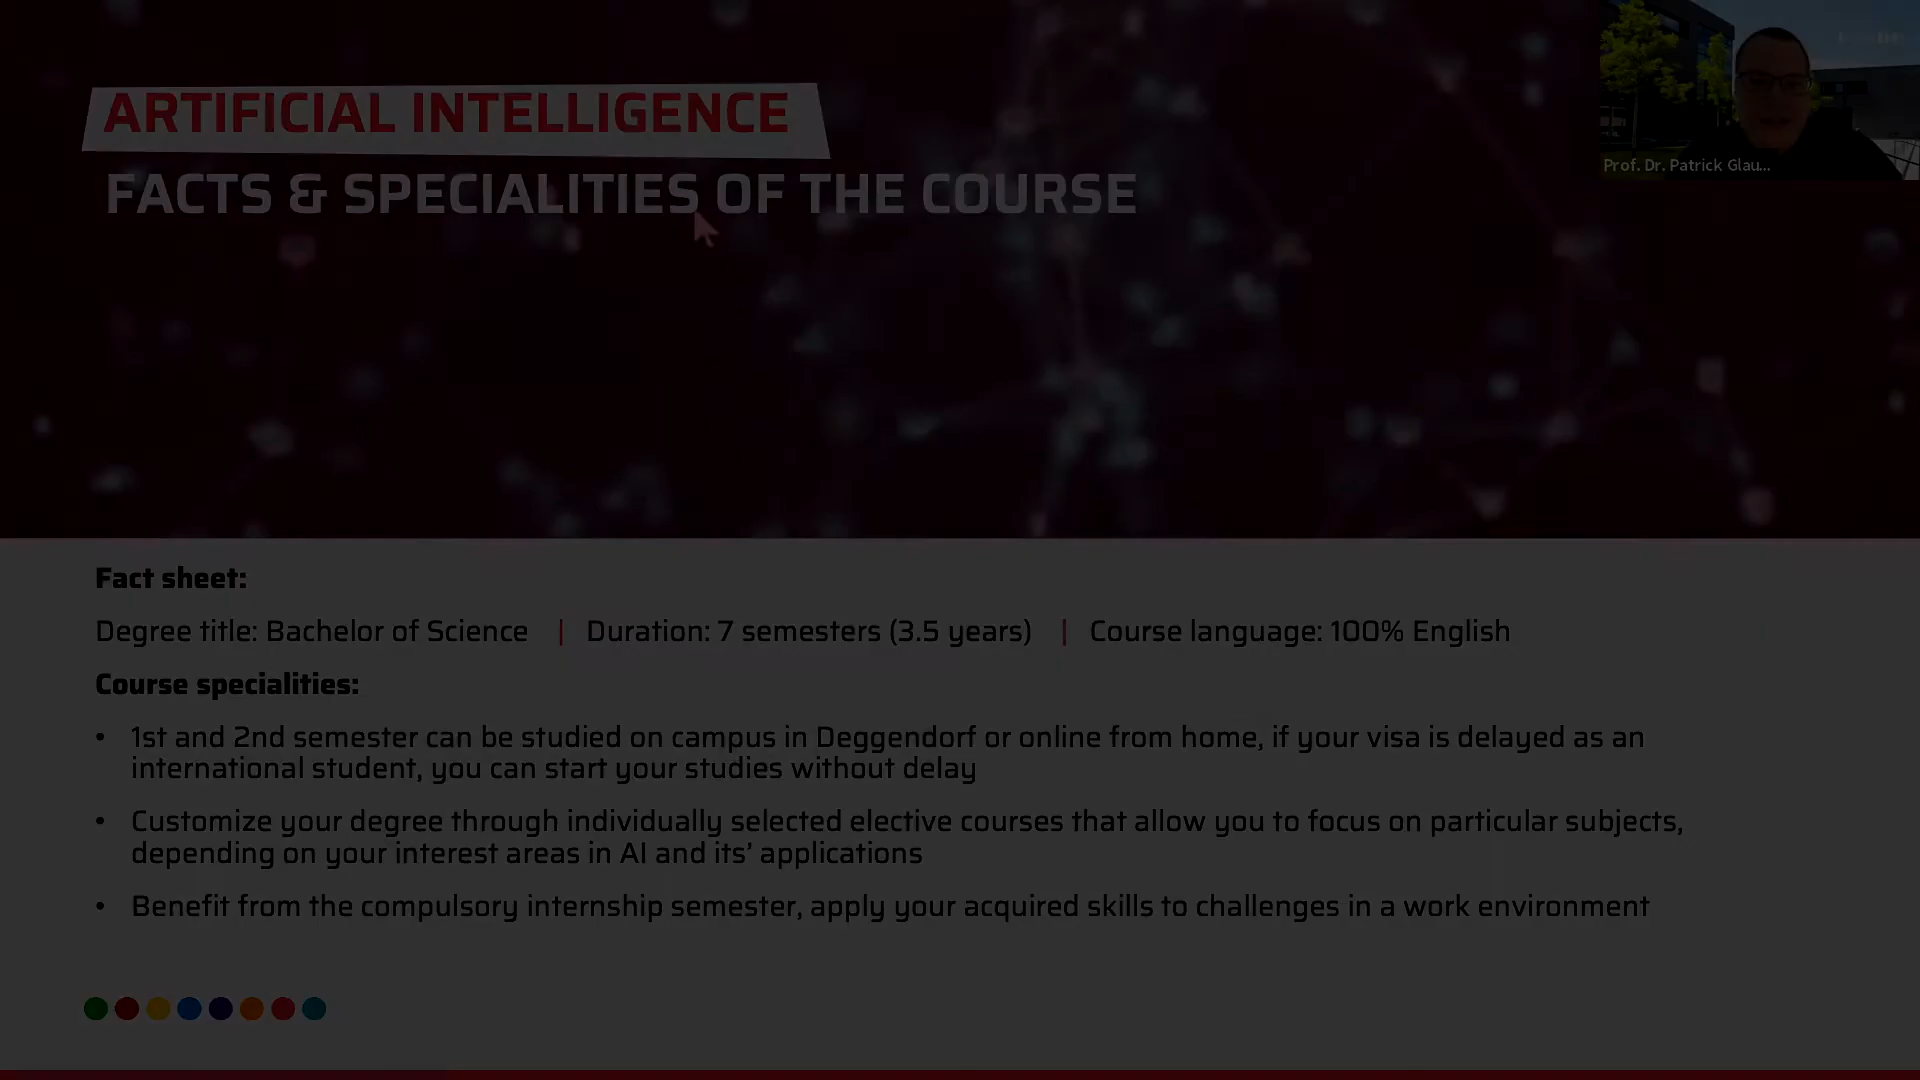 ARTIFICIAL INTELLIGENCE
FACTS & SPECIALITIES OF THE COURSE
Prof. Dr. Patrick Glau...
Fact sheet:
Degree title: Bachelor of Science | Duration: 7 semesters (3.5 years) | Course language: 100% English
Course specialities:
• 1st and 2nd semester can be studied on campus in Deggendorf or online from home, if your visa is delayed as an
international student, you can start your studies without delay
• Customize your degree through individually selected elective courses that allow you to focus on particular subjects,
depending on your interest areas in AI and its’ applications
• Benefit from the compulsory internship semester, apply your acquired skills to challenges in a work environment